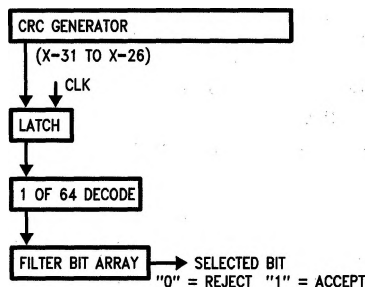 CRC GENERATOR
(X-31 TO X-26)
CLK
LATCH
1 OF 64 DECODE
FILTER BIT ARRAY
SELECTED BIT
"0" = REJECT "1" = ACCEPT